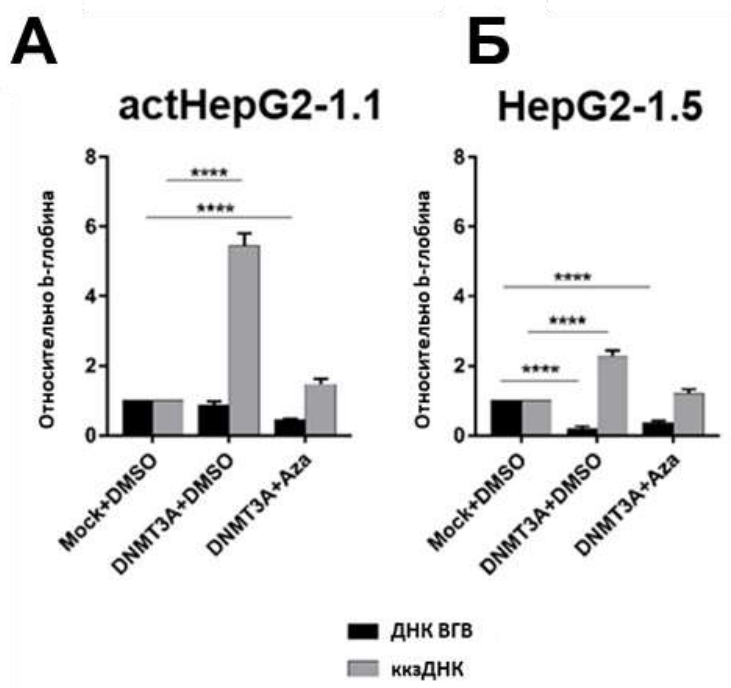 А
actHepG2-1.1
Относительно b-глобина
8
6
4
2
0
****
****
Mock+DMSO
DNMT3A+DMSO
DNMT3A+Aza
Б
HepG2-1.5
Относительно b-глобина
8
6
4
2
0
****
****
****
Mock+DMSO
DNMT3A+DMSO
DNMT3A+Aza
ДНК ВГВ
ккзДНК